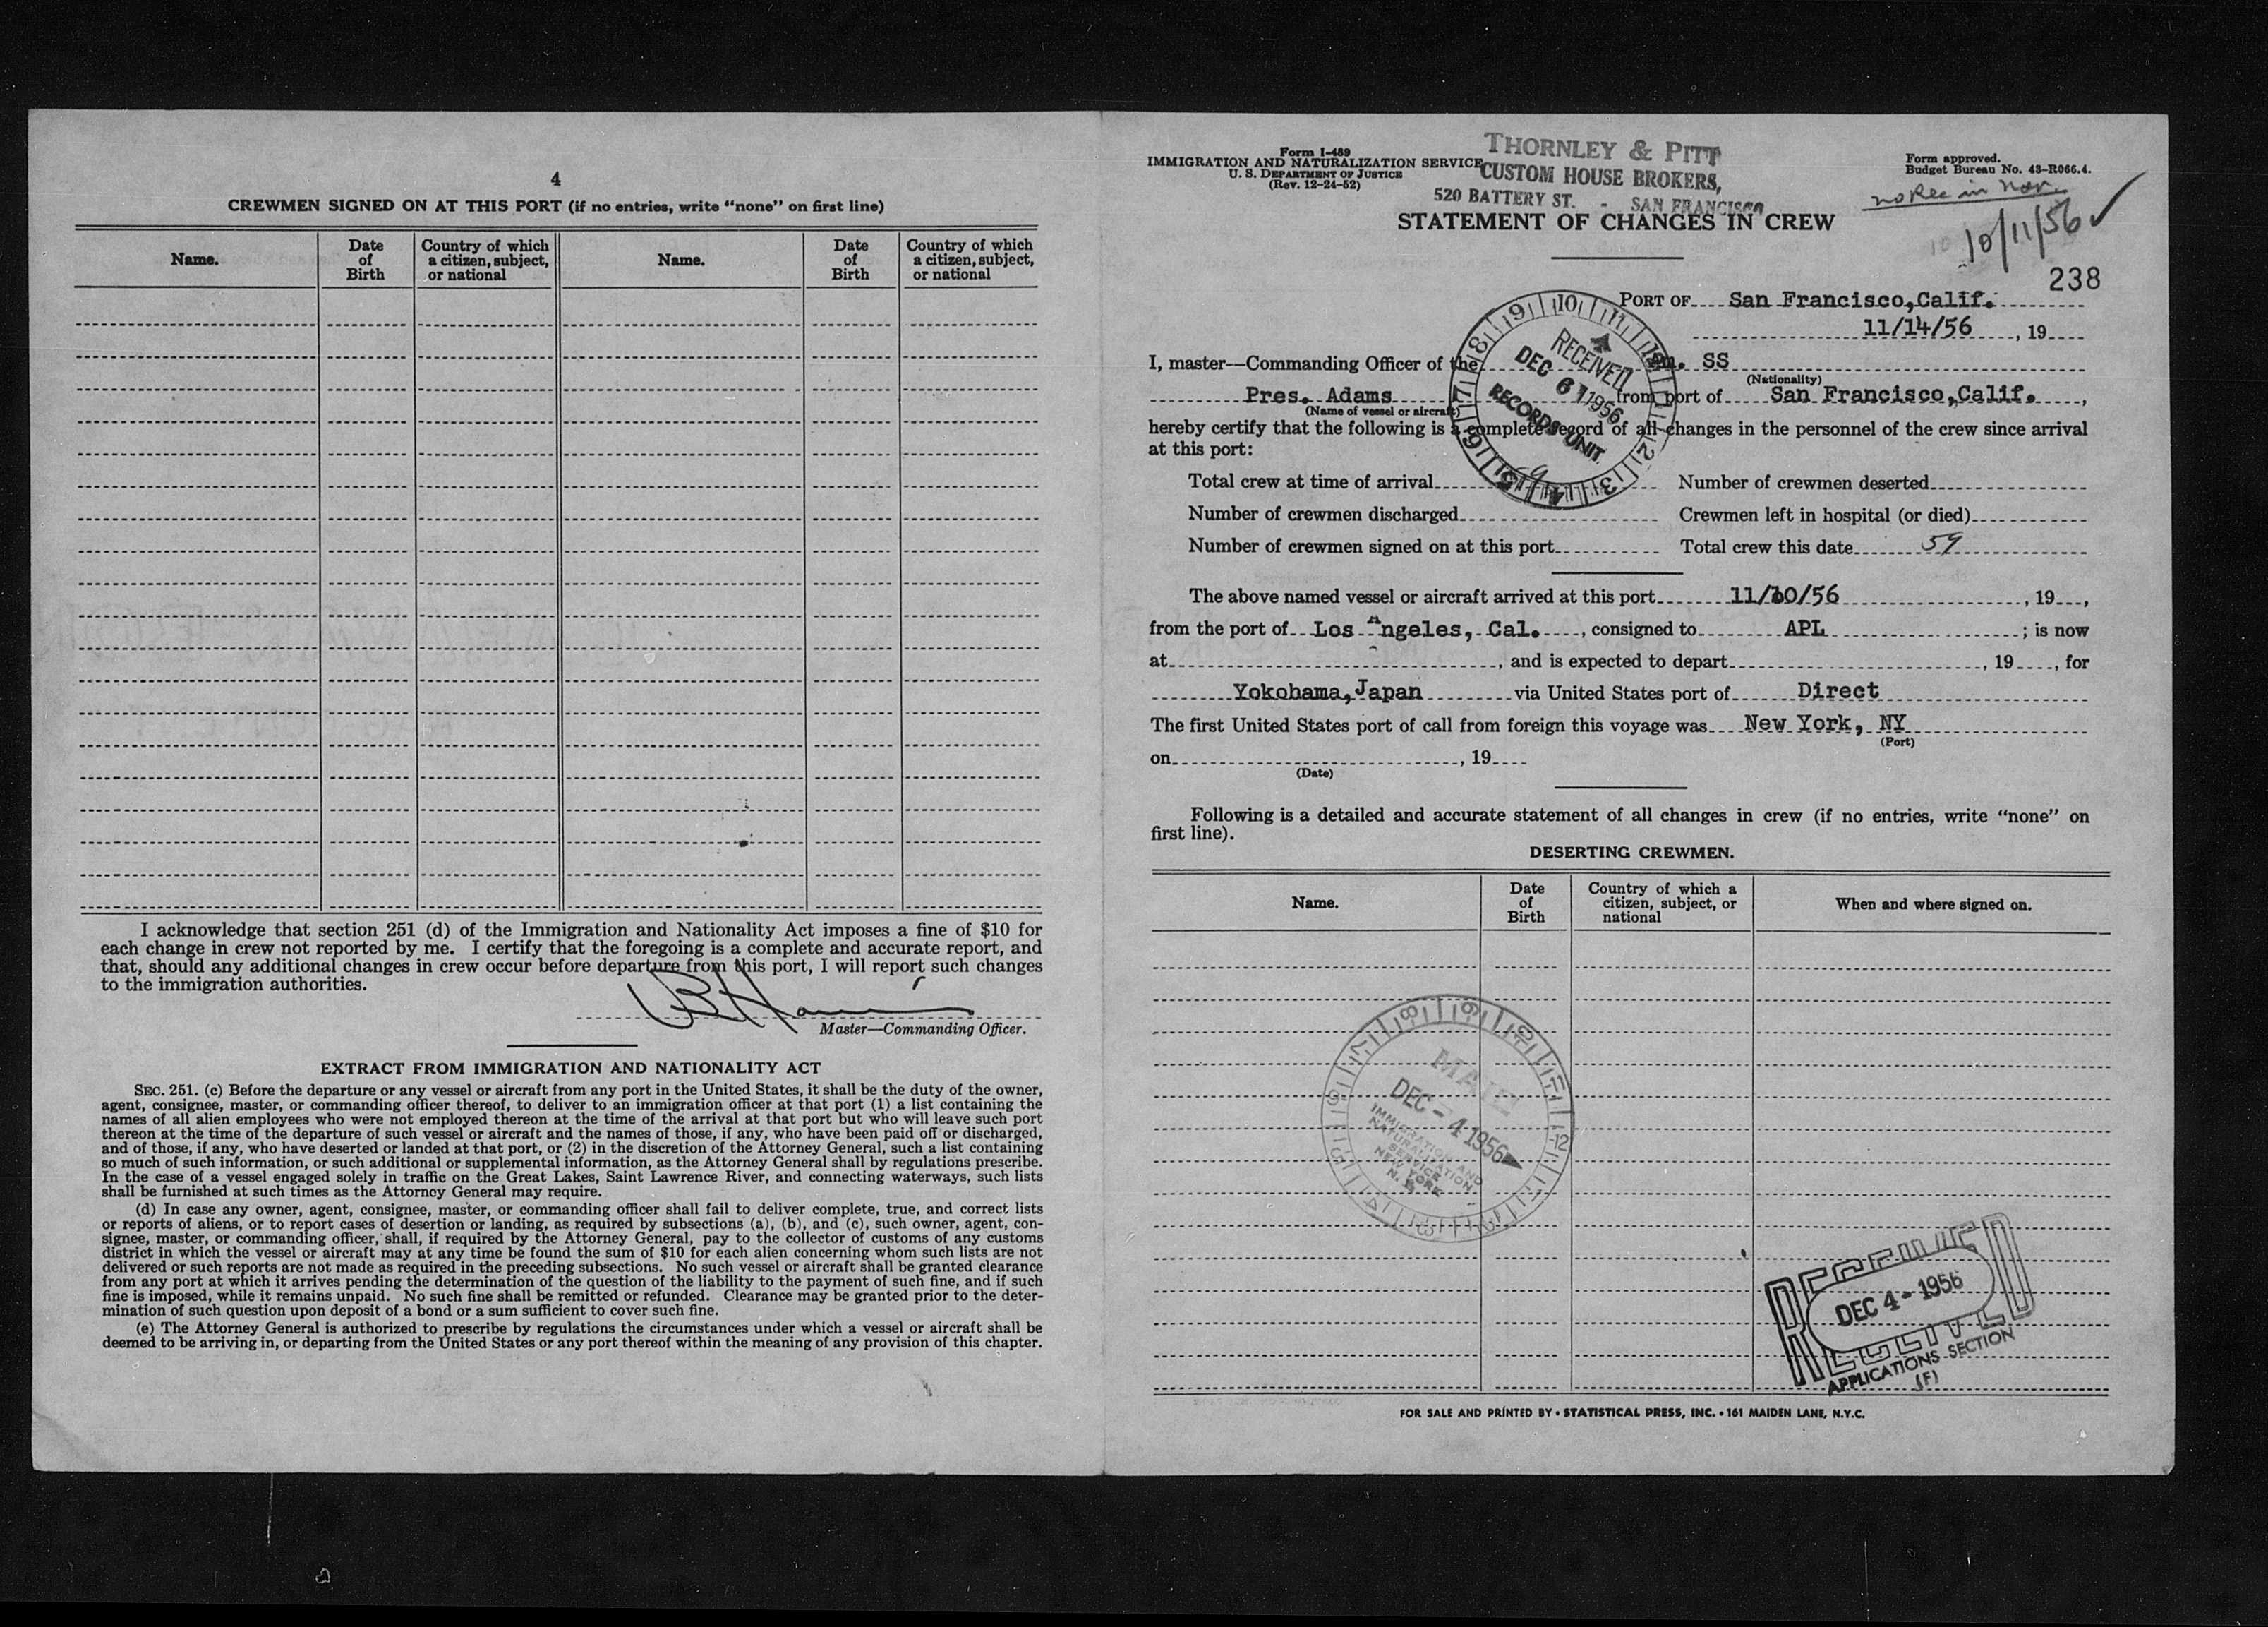 4
CREWMEN SIGNED ON AT THIS PORT (if no entries, write “none” on first line)
Name.
Date
of
Birth
Country of which
a citizen, subject,
or national
Name.
Date
of
Birth
Country of which
a citizen, subject,
or national
I acknowledge that section 251 (d) of the Immigration and Nationality Act imposes a fine of $10 for
each change in crew not reported by me. I certify that the foregoing is a complete and accurate report, and
that, should any additional changes in crew occur before departure from this port, I will report such changes
to the immigration authorities.
Master—Commanding Officer.
EXTRACT FROM IMMIGRATION AND NATIONALITY ACT
SEC. 251. (c) Before the departure or any vessel or aircraft from any port in the United States, it shall be the duty of the owner,
agent, consignee, master, or commanding officer thereof, to deliver to an immigration officer at that port (1) a list containing the
names of all alien employees who were not employed thereon at the time of the arrival at that port but who will leave such port
thereon at the time of the departure of such vessel or aircraft and the names of those, if any, who have been paid off or discharged,
and of those, if any, who have deserted or landed at that port, or (2) in the discretion of the Attorney General, such a list containing
so much of such information, or such additional or supplemental information, as the Attorney General shall by regulations prescribe.
In the case of a vessel engaged solely in traffic on the Great Lakes, Saint Lawrence River, and connecting waterways, such lists
shall be furnished at such times as the Attorney General may require.
(d) In case any owner, agent, consignee, master, or commanding officer shall fail to deliver complete, true, and correct lists
or reports of aliens, or to report cases of desertion or landing, as required by subsections (a), (b), and (c), such owner, agent, con-
signee, master, or commanding officer, shall, if required by the Attorney General, pay to the collector of customs of any customs
district in which the vessel or aircraft may at any time be found the sum of $10 for each alien concerning whom such lists are not
delivered or such reports are not made as required in the preceding subsections. No such vessel or aircraft shall be granted clearance
from any port at which it arrives pending the determination of the question of the liability to the payment of such fine, and if such
fine is imposed, while it remains unpaid. No such fine shall be remitted or refunded. Clearance may be granted prior to the deter-
mination of such question upon deposit of a bond or a sum sufficient to cover such fine.
(e) The Attorney General is authorized to prescribe by regulations the circumstances under which a vessel or aircraft shall be
deemed to be arriving in, or departing from the United States or any port thereof within the meaning of any provision of this chapter.
Form I-489
IMMIGRATION AND NATURALIZATION SERVICE
U. S. DEPARTMENT OF JUSTICE
(Rev. 12-24-52)
THORNLEY & PITT
CUSTOM HOUSE BROKERS,
520 BATTERY ST. - SAN FRANCISCO
Form approved.
Budget Bureau No. 43-R066.4.
no Rec in Nov.
10/11/56 ✓
STATEMENT OF CHANGES IN CREW
238
PORT OF San Francisco,Calif.
11/14/56 , 19
I, master—Commanding Officer of the Am. SS
(Nationality)
Pres. Adams from port of San Francisco,Calif. ,
(Name of vessel or aircraft)
hereby certify that the following is a complete record of all changes in the personnel of the crew since arrival
at this port:
RECEIVED
DEC 6 1956
RECORDS UNIT
Total crew at time of arrival 59 Number of crewmen deserted
Number of crewmen discharged Crewmen left in hospital (or died)
Number of crewmen signed on at this port Total crew this date 59
The above named vessel or aircraft arrived at this port 11/10/56 , 19 ,
from the port of Los Angeles, Cal. , consigned to APL ; is now
at , and is expected to depart , 19 , for
Yokohama,Japan via United States port of Direct
The first United States port of call from foreign this voyage was New York, NY
(Port)
on , 19
(Date)
Following is a detailed and accurate statement of all changes in crew (if no entries, write “none” on
first line).
DESERTING CREWMEN.
Name.
Date
of
Birth
Country of which a
citizen, subject, or
national
When and where signed on.
MAIL
DEC - 4 1956
IMMIGRATION AND
NATURALIZATION
SERVICE
NEW YORK
N. Y.
RECEIVED
DEC 4 - 1956
APPLICATIONS SECTION
(F)
FOR SALE AND PRINTED BY • STATISTICAL PRESS, INC. • 161 MAIDEN LANE, N.Y.C.